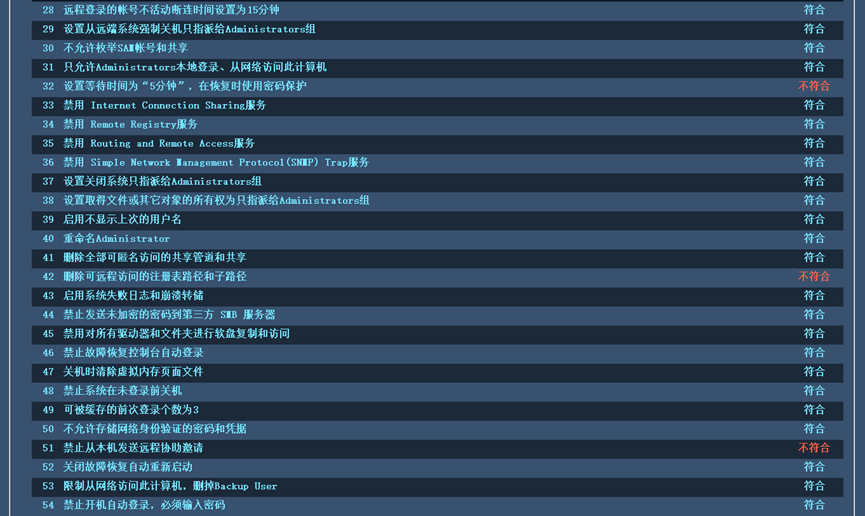 28 远程登录的帐号不活动断连时间设置为15分钟 符合
29 设置从远端系统强制关机只指派给Administrators组 符合
30 不允许枚举SAM帐号和共享 符合
31 只允许Administrators本地登录、从网络访问此计算机 符合
32 设置等待时间为“5分钟”，在恢复时使用密码保护 不符合
33 禁用 Internet Connection Sharing服务 符合
34 禁用 Remote Registry服务 符合
35 禁用 Routing and Remote Access服务 符合
36 禁用 Simple Network Management Protocol(SNMP) Trap服务 符合
37 设置关闭系统只指派给Administrators组 符合
38 设置取得文件或其它对象的所有权为只指派给Administrators组 符合
39 启用不显示上次的用户名 符合
40 重命名Administrator 符合
41 删除全部可匿名访问的共享管道和共享 符合
42 删除可远程访问的注册表路径和子路径 不符合
43 启用系统失败日志和崩溃转储 符合
44 禁止发送未加密的密码到第三方 SMB 服务器 符合
45 禁用对所有驱动器和文件夹进行软盘复制和访问 符合
46 禁止故障恢复控制台自动登录 符合
47 关机时清除虚拟内存页面文件 符合
48 禁止系统在未登录前关机 符合
49 可被缓存的前次登录个数为3 符合
50 不允许存储网络身份验证的密码和凭据 符合
51 禁止从本机发送远程协助邀请 不符合
52 关闭故障恢复自动重新启动 符合
53 限制从网络访问此计算机，删掉Backup User 符合
54 禁止开机自动登录，必须输入密码 符合